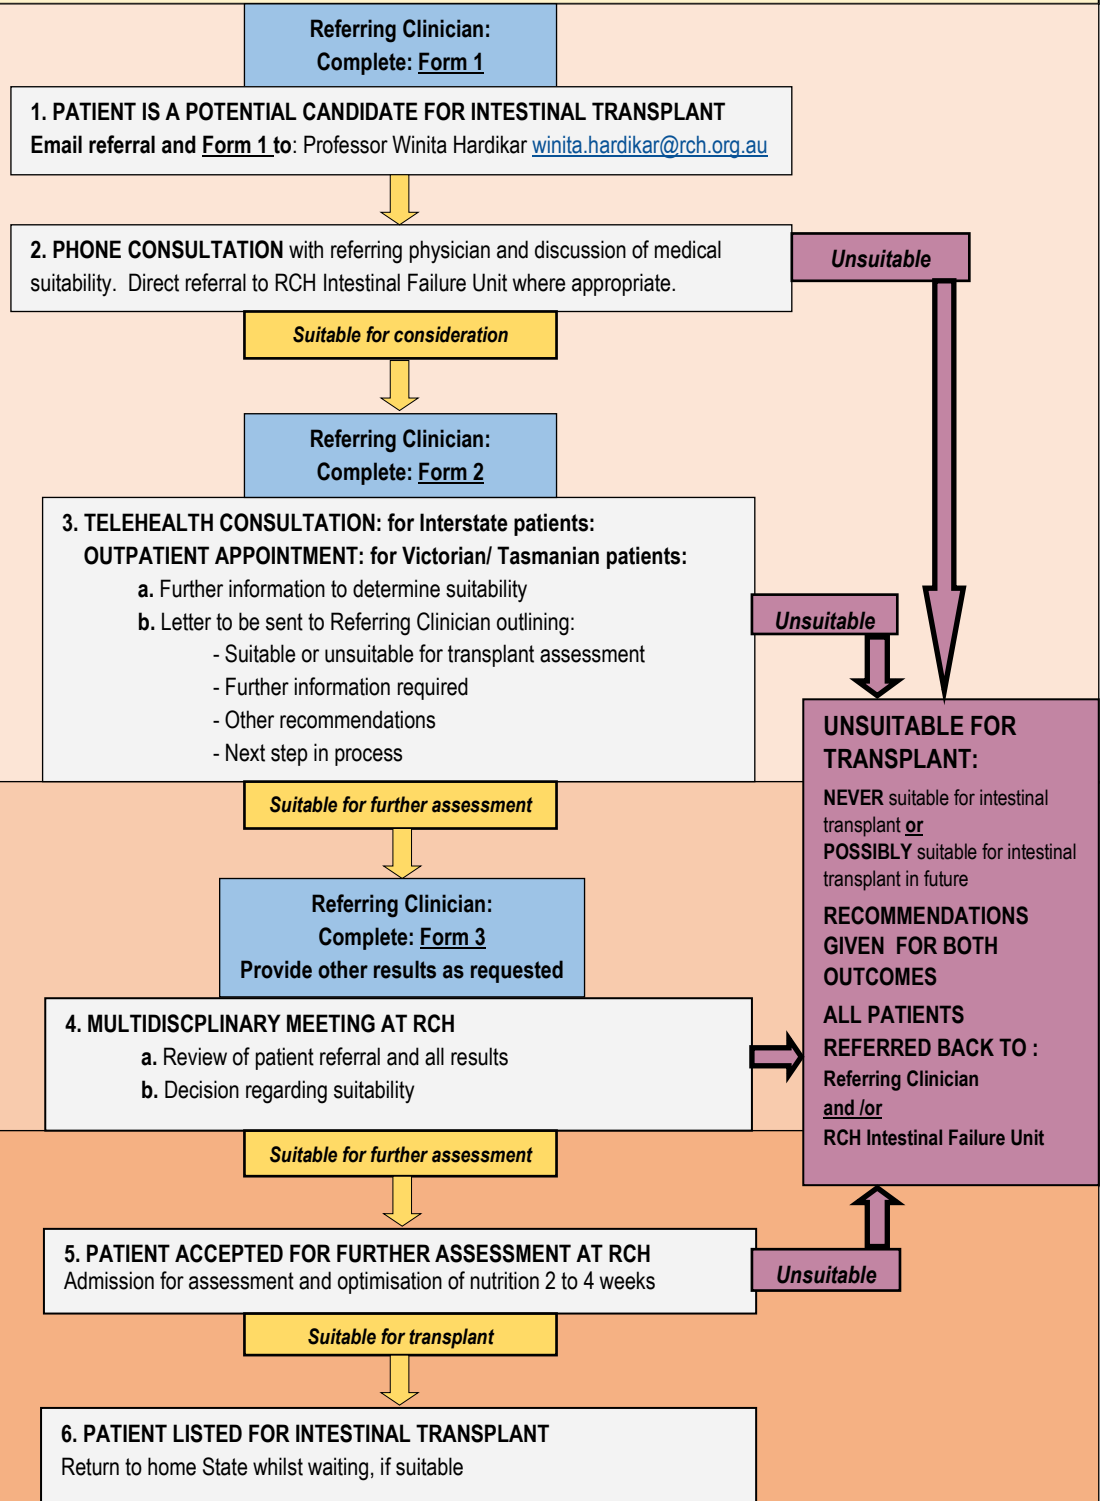 Referring Clinician:
Complete: Form 1
1. PATIENT IS A POTENTIAL CANDIDATE FOR INTESTINAL TRANSPLANT
Email referral and Form 1 to: Professor Winita Hardikar winita.hardikar@rch.org.au
2. PHONE CONSULTATION with referring physician and discussion of medical
suitability. Direct referral to RCH Intestinal Failure Unit where appropriate.
Unsuitable
Suitable for consideration
Referring Clinician:
Complete: Form 2
3. TELEHEALTH CONSULTATION: for Interstate patients:
OUTPATIENT APPOINTMENT: for Victorian/ Tasmanian patients:
a. Further information to determine suitability
b. Letter to be sent to Referring Clinician outlining:
- Suitable or unsuitable for transplant assessment
- Further information required
- Other recommendations
- Next step in process
Unsuitable
Suitable for further assessment
Referring Clinician:
Complete: Form 3
Provide other results as requested
4. MULTIDISCPLINARY MEETING AT RCH
a. Review of patient referral and all results
b. Decision regarding suitability
UNSUITABLE FOR
TRANSPLANT:
NEVER suitable for intestinal
transplant or
POSSIBLY suitable for intestinal
transplant in future
RECOMMENDATIONS
GIVEN FOR BOTH
OUTCOMES
ALL PATIENTS
REFERRED BACK TO :
Referring Clinician
and /or
RCH Intestinal Failure Unit
Suitable for further assessment
5. PATIENT ACCEPTED FOR FURTHER ASSESSMENT AT RCH
Admission for assessment and optimisation of nutrition 2 to 4 weeks
Unsuitable
Suitable for transplant
6. PATIENT LISTED FOR INTESTINAL TRANSPLANT
Return to home State whilst waiting, if suitable